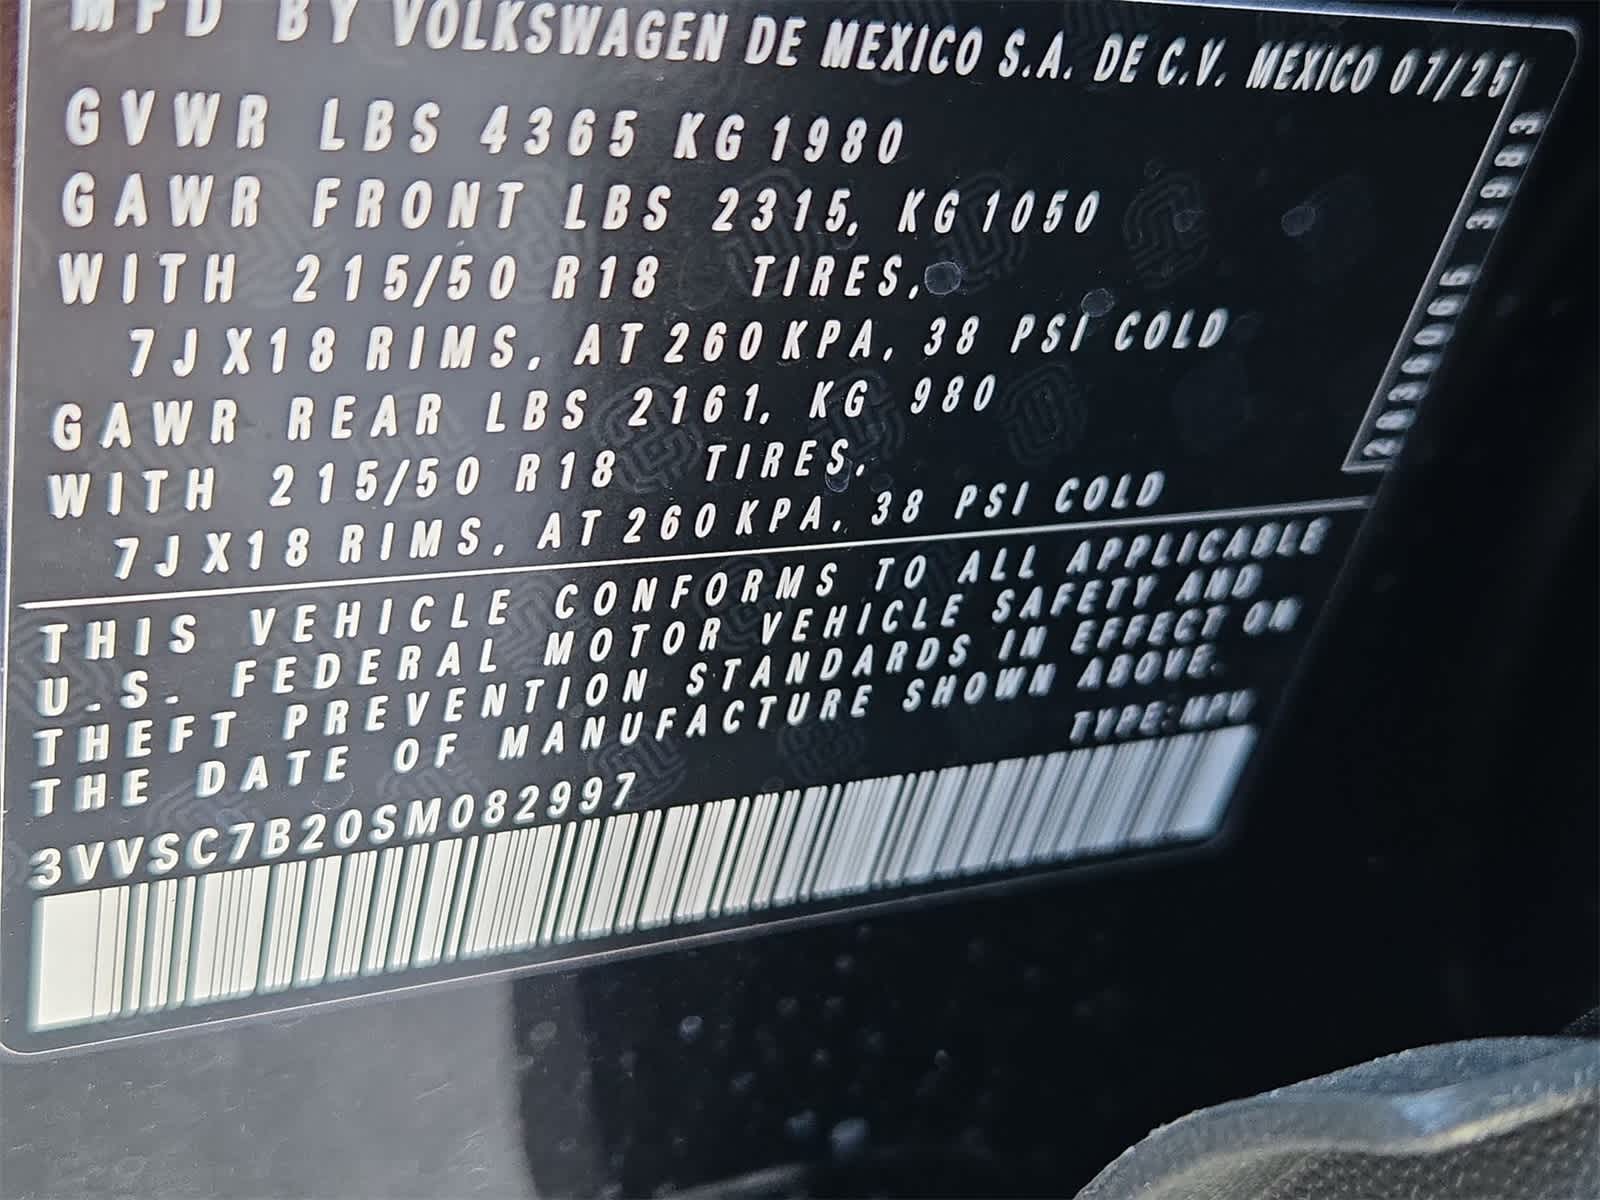 MFD BY VOLKSWAGEN DE MEXICO S.A. DE C.V. MEXICO 07/25
GVWR LBS 4365 KG 1980
GAWR FRONT LBS 2315, KG 1050
WITH 215/50 R18 TIRES,
7JX18 RIMS, AT 260 KPA, 38 PSI COLD
GAWR REAR LBS 2161, KG 980
WITH 215/50 R18 TIRES,
7JX18 RIMS, AT 260 KPA, 38 PSI COLD
THIS VEHICLE CONFORMS TO ALL APPLICABLE
U.S. FEDERAL MOTOR VEHICLE SAFETY AND
THEFT PREVENTION STANDARDS IN EFFECT ON
THE DATE OF MANUFACTURE SHOWN ABOVE.
TYPE: MPV
3VVSC7B20SM082997